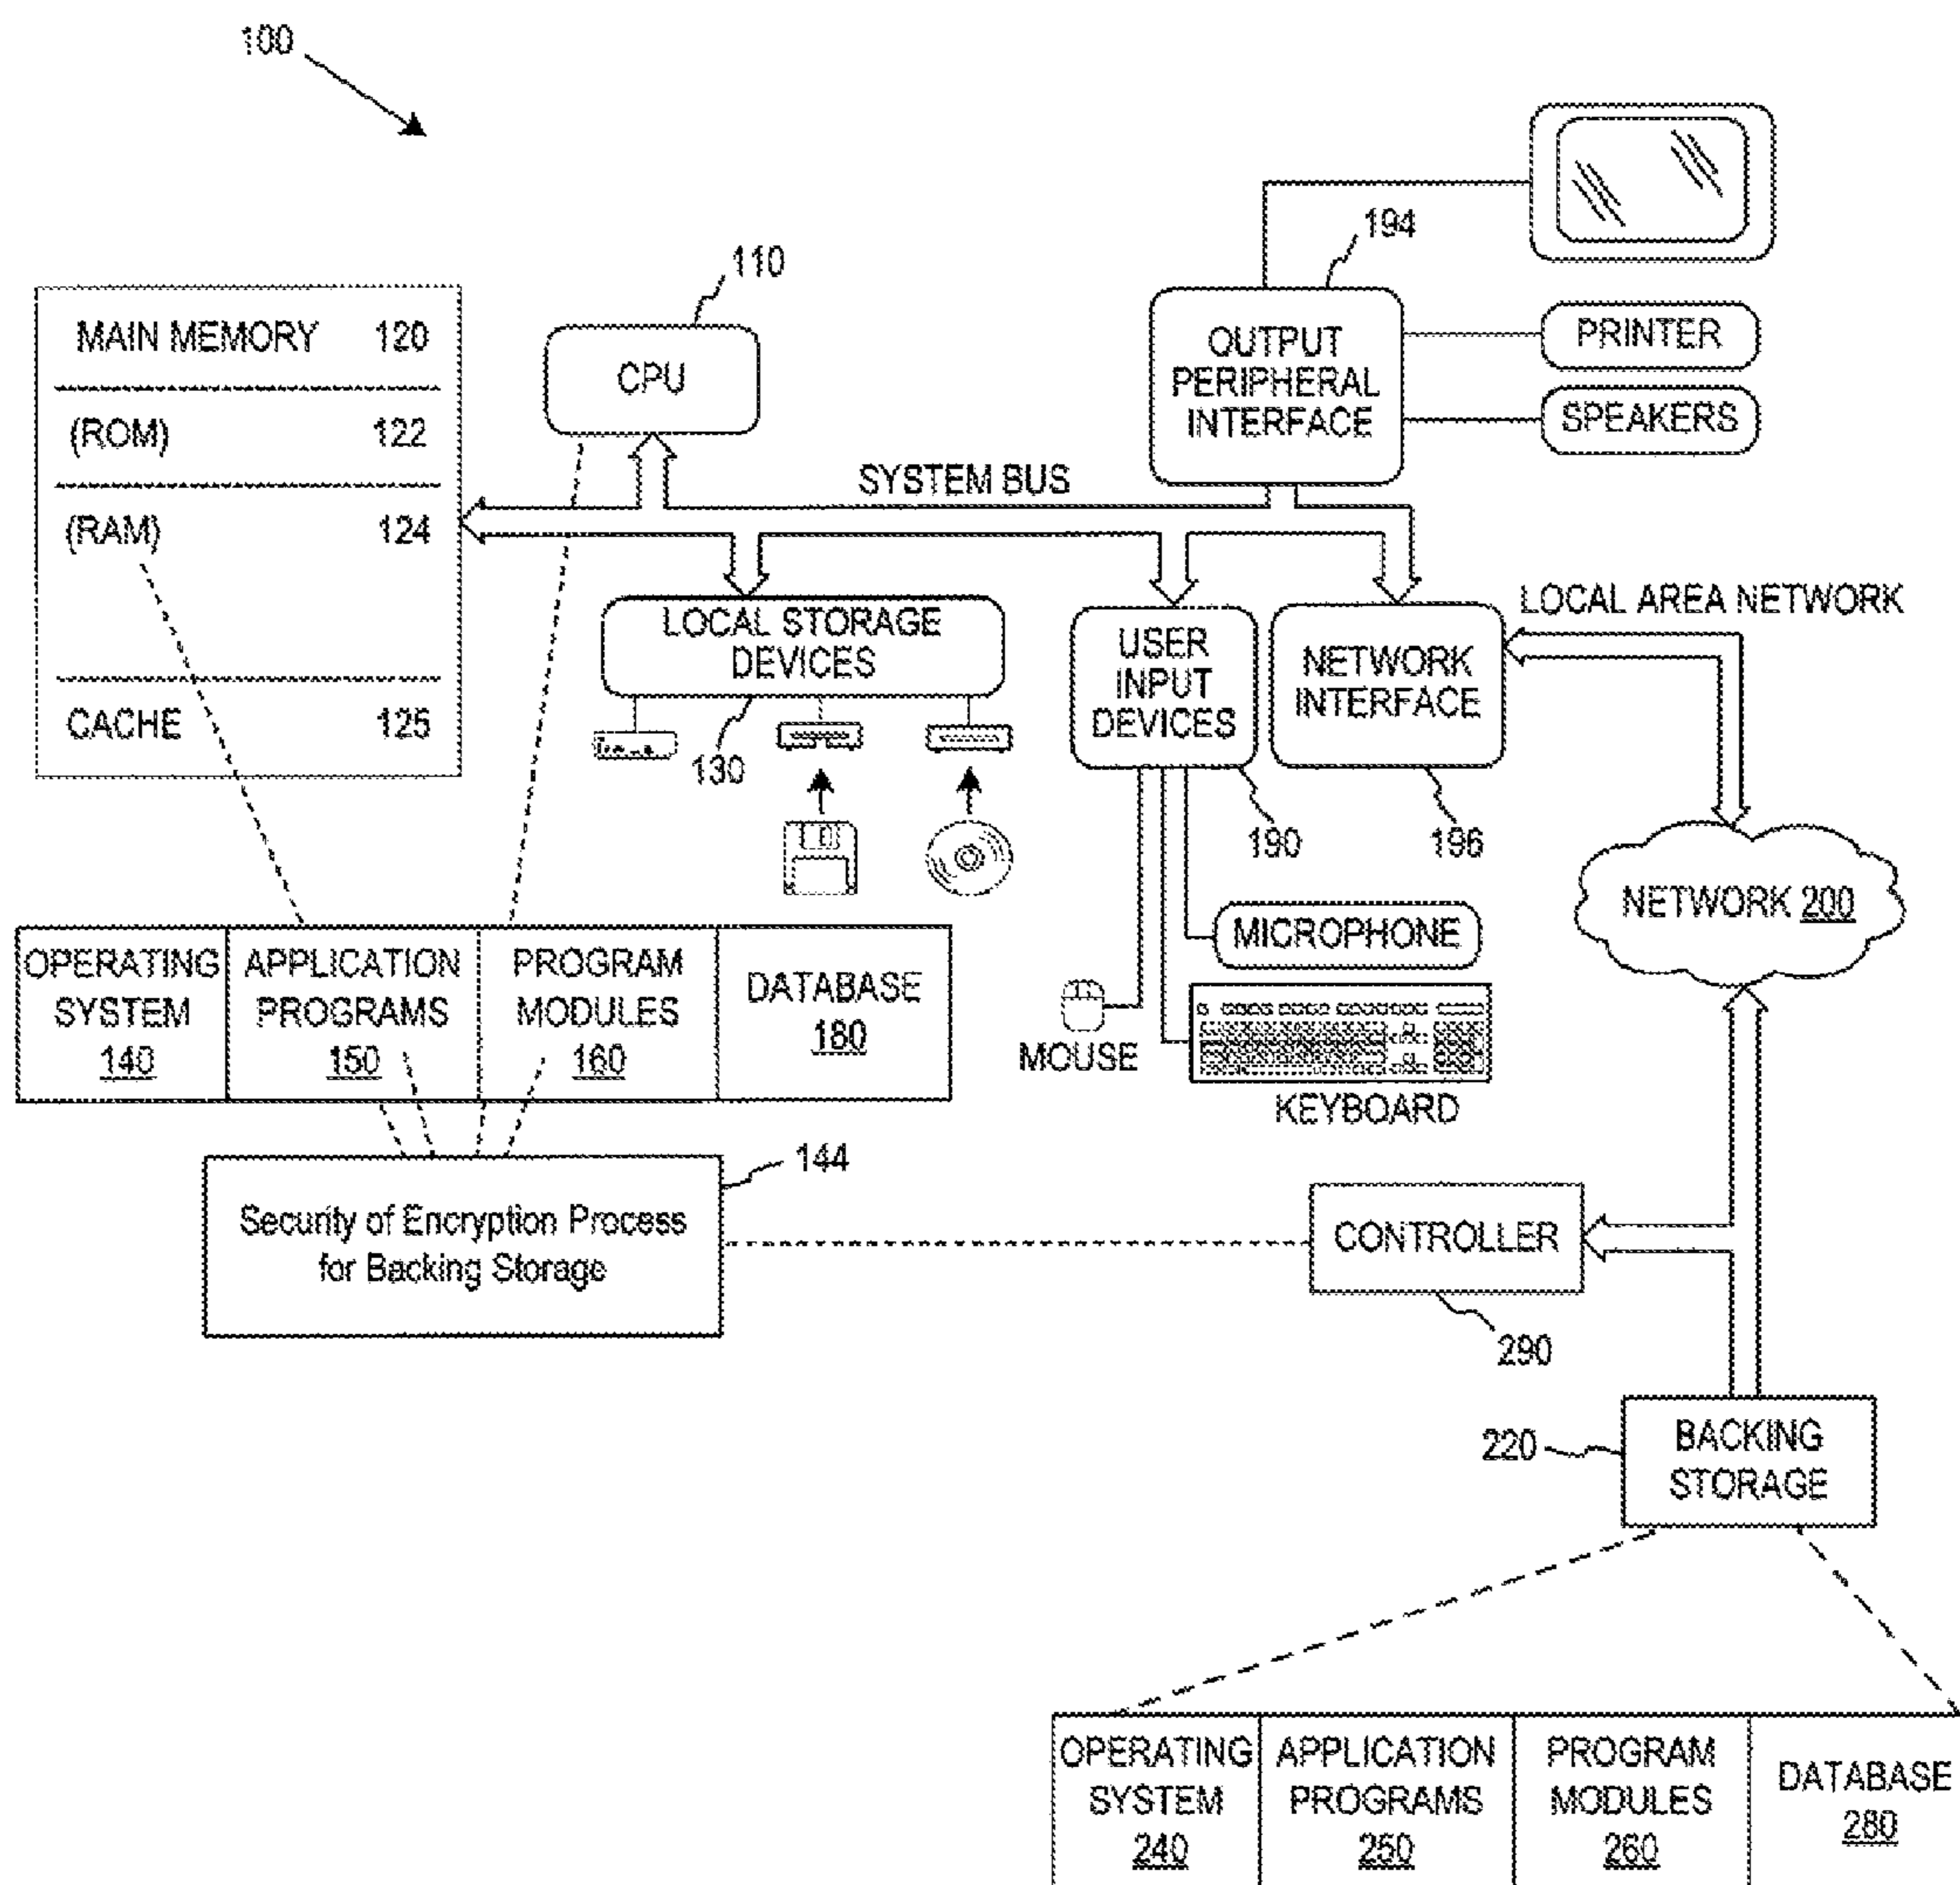 100
194
110
MAIN MEMORY 120
(ROM) 122
(RAM) 124
CACHE 125
CPU
OUTPUT
PERIPHERAL
INTERFACE
PRINTER
SPEAKERS
SYSTEM BUS
LOCAL STORAGE
DEVICES
130
USER
INPUT
DEVICES
190
NETWORK
INTERFACE
196
LOCAL AREA NETWORK
NETWORK 200
MICROPHONE
MOUSE
KEYBOARD
OPERATING
SYSTEM
140
APPLICATION
PROGRAMS
150
PROGRAM
MODULES
160
DATABASE
180
144
Security of Encryption Process
for Backing Storage
CONTROLLER
290
220
BACKING
STORAGE
OPERATING
SYSTEM
240
APPLICATION
PROGRAMS
250
PROGRAM
MODULES
260
DATABASE
280